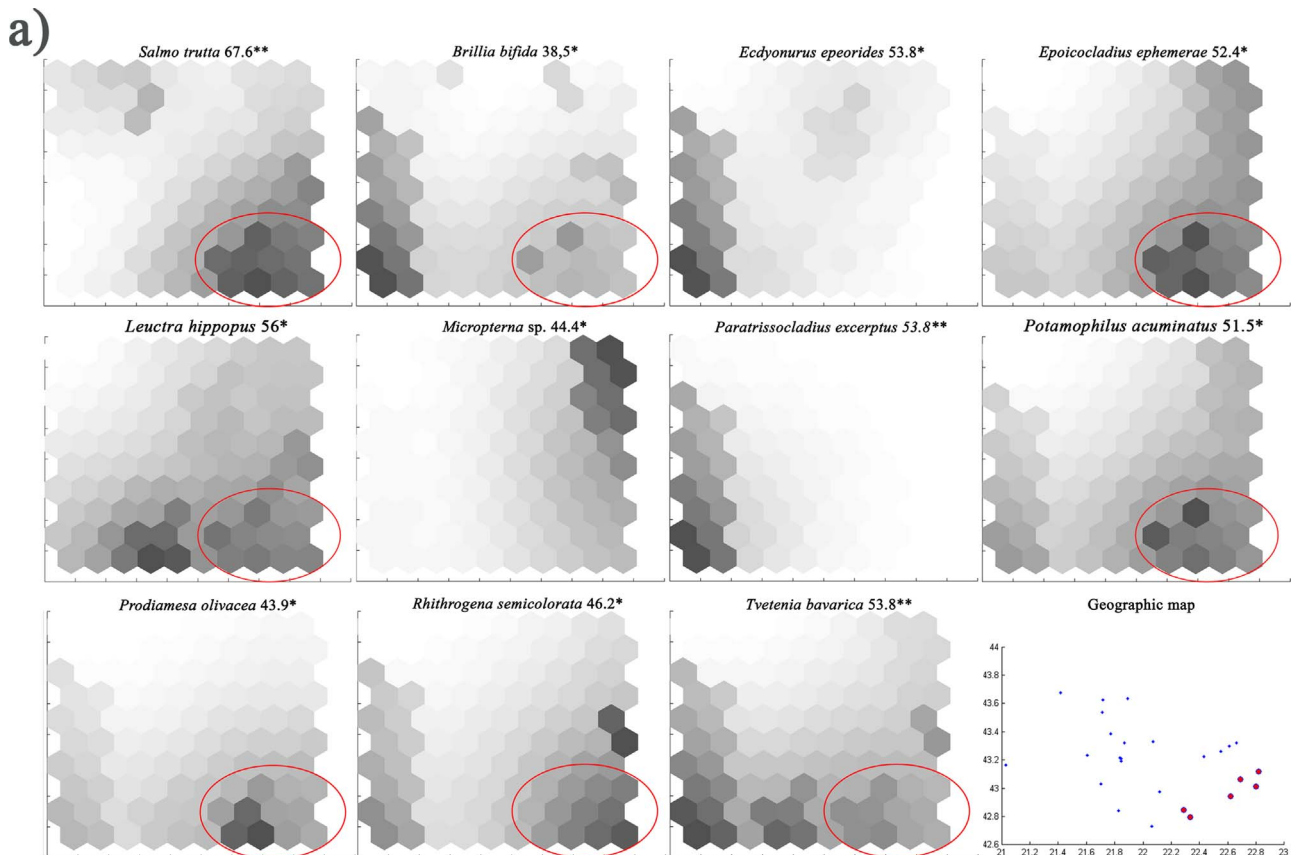 a)
Salmo trutta 67.6** Brillia bifida 38,5* Ecdyonurus epeorides 53.8* Epoicocladius ephemerae 52.4*
Leuctra hippopus 56* Micropterna sp. 44.4* Paratrissocladius excerptus 53.8** Potamophilus acuminatus 51.5*
Prodiamesa olivacea 43.9* Rhithrogena semicolorata 46.2* Tvetenia bavarica 53.8** Geographic map
44
43.8
43.6
43.4
43.2
43
42.8
42.6
21 21.2 21.4 21.6 21.8 22 22.2 22.4 22.6 22.8 23